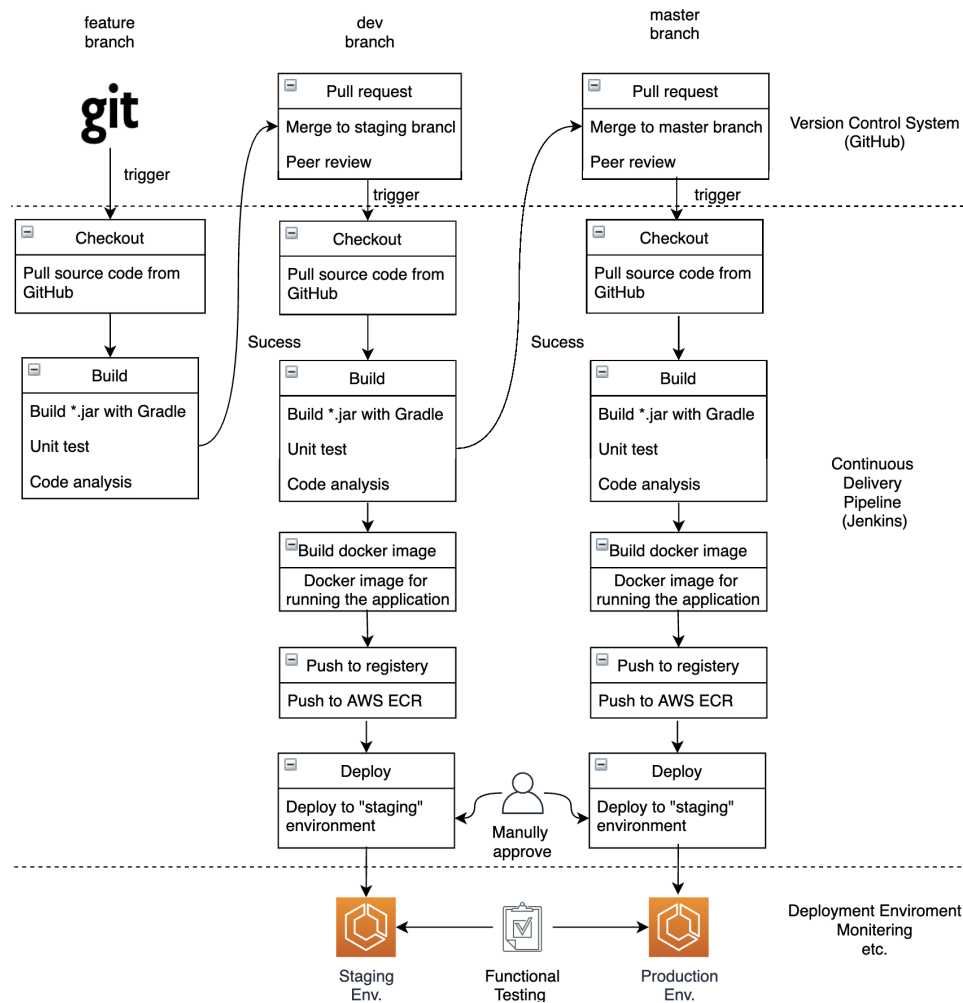 feature
branch
dev
branch
master
branch
git
Pull request
Merge to staging brancl
Peer review
Pull request
Merge to master branch
Peer review
Version Control System
(GitHub)
trigger
trigger
trigger
Checkout
Pull source code from
GitHub
Checkout
Pull source code from
GitHub
Checkout
Pull source code from
GitHub
Sucess
Sucess
Build
Build *.jar with Gradle
Unit test
Code analysis
Build
Build *.jar with Gradle
Unit test
Code analysis
Build
Build *.jar with Gradle
Unit test
Code analysis
Continuous
Delivery
Pipeline
(Jenkins)
Build docker image
Docker image for
running the application
Build docker image
Docker image for
running the application
Push to registery
Push to AWS ECR
Push to registery
Push to AWS ECR
Deploy
Deploy to "staging"
environment
Manully
approve
Deploy
Deploy to "staging"
environment
Deployment Enviroment
Monitering
etc.
Staging
Env.
Functional
Testing
Production
Env.